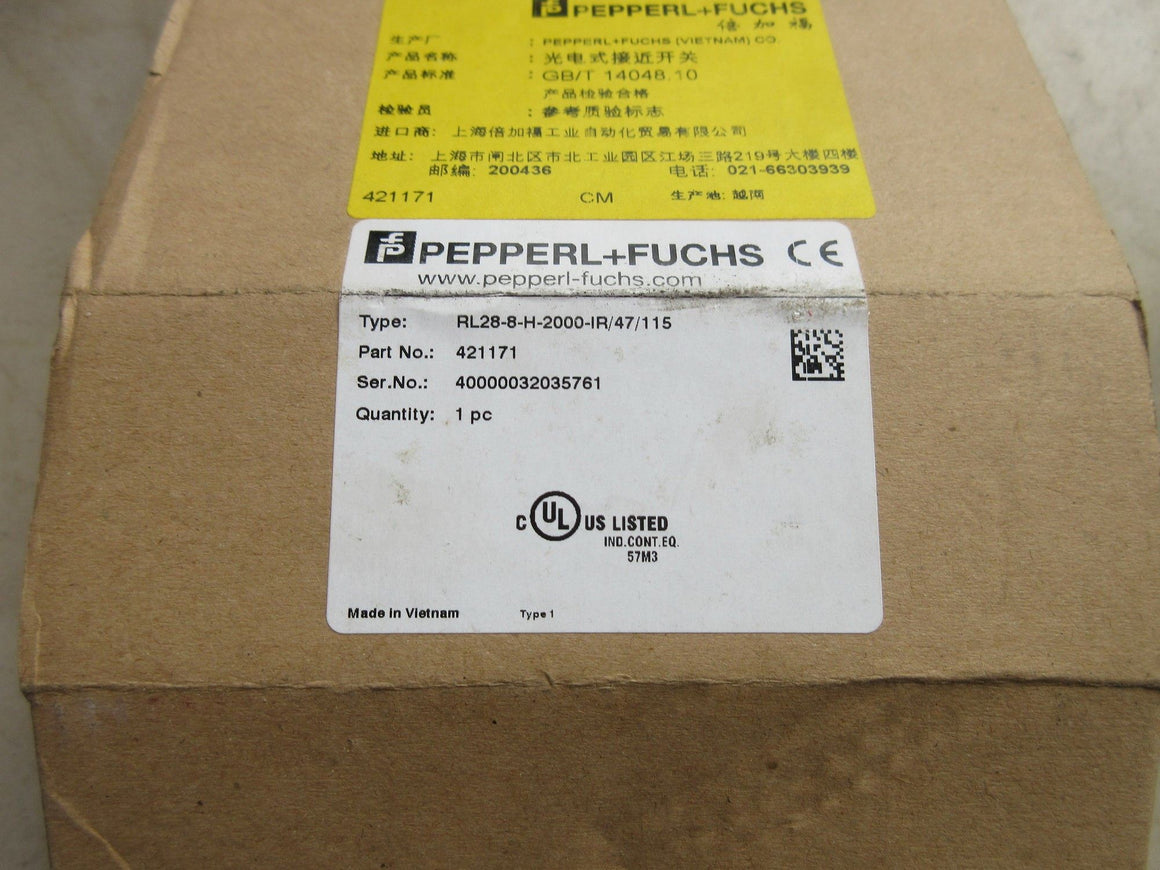 PEPPERL+FUCHS
倍加福
生产厂 : PEPPERL+FUCHS (VIETNAM) CO.
产品名称 : 光电式接近开关
产品标准 : GB/T 14048.10
产品检验合格
检验员 : 参考质验标志
进口商: 上海倍加福工业自动化贸易有限公司
地址: 上海市闸北区市北工业园区江场三路219号大楼四楼
邮编: 200436 电话: 021-66303939
421171 CM 生产地: 越南
PEPPERL+FUCHS CE
www.pepperl-fuchs.com
Type: RL28-8-H-2000-IR/47/115
Part No.: 421171
Ser.No.: 40000032035761
Quantity: 1 pc
C UL US LISTED
IND.CONT.EQ.
57M3
Made in Vietnam Type 1